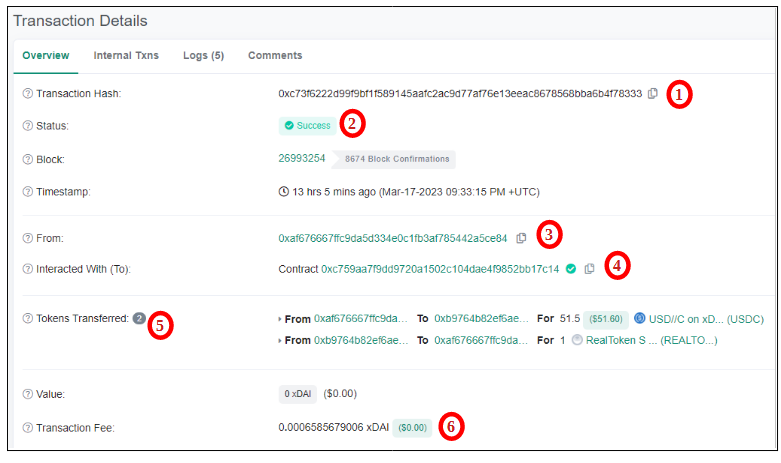 Transaction Details
Overview Internal Txns Logs (5) Comments
Transaction Hash: 0xc73f6222d99f9bf1f589145aafc2ac9d77af76e13eeac8678568bba6b4f78333 1
Status: Success 2
Block: 26993254 8674 Block Confirmations
Timestamp: 13 hrs 5 mins ago (Mar-17-2023 09:33:15 PM +UTC)
From: 0xaf676667ffc9da5d334e0c1fb3af785442a5ce84 3
Interacted With (To): Contract 0xc759aa7f9dd9720a1502c104dae4f9852bb17c14 4
Tokens Transferred: 2 5 From 0xaf676667ffc9da... To 0xb9764b82ef6ae... For 51.5 ($51.60) USD//C on xD... (USDC)
From 0xb9764b82ef6ae... To 0xaf676667ffc9da... For 1 RealToken S ... (REALTO...)
Value: 0 xDAI ($0.00)
Transaction Fee: 0.0006585679006 xDAI ($0.00) 6